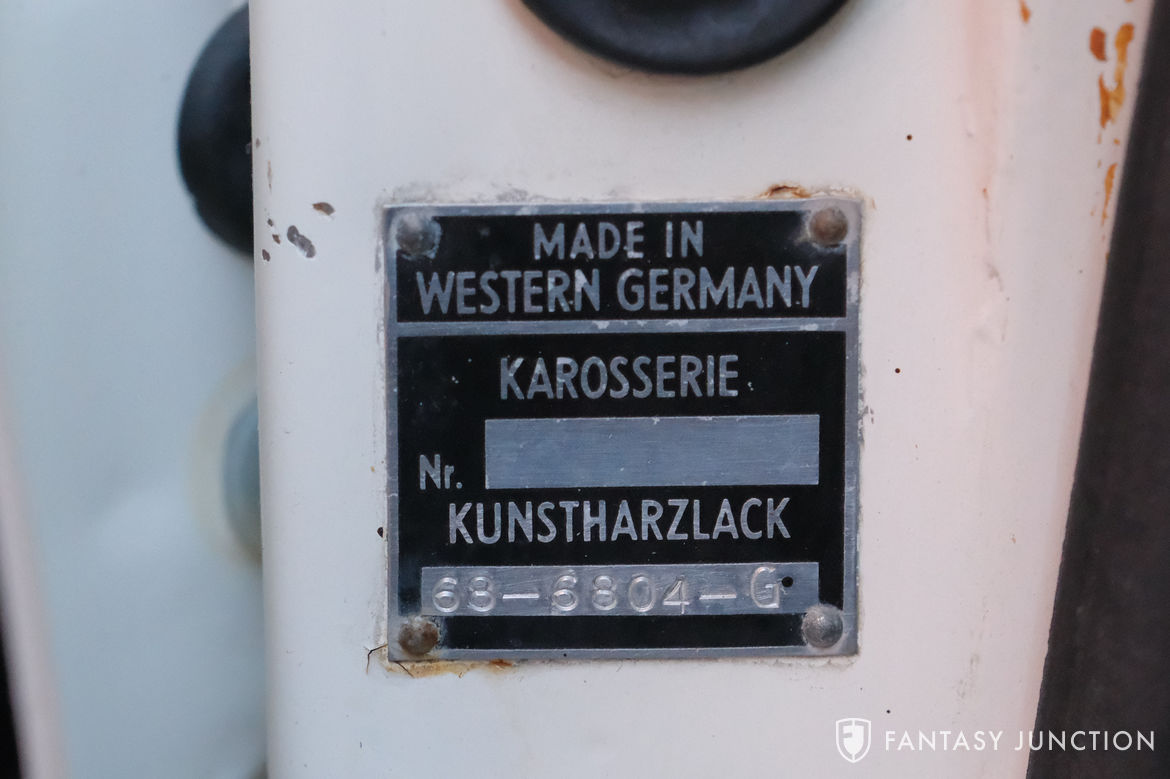 MADE IN
WESTERN GERMANY
KAROSSERIE
Nr.
KUNSTHARZLACK
68-6804-G
FANTASY JUNCTION